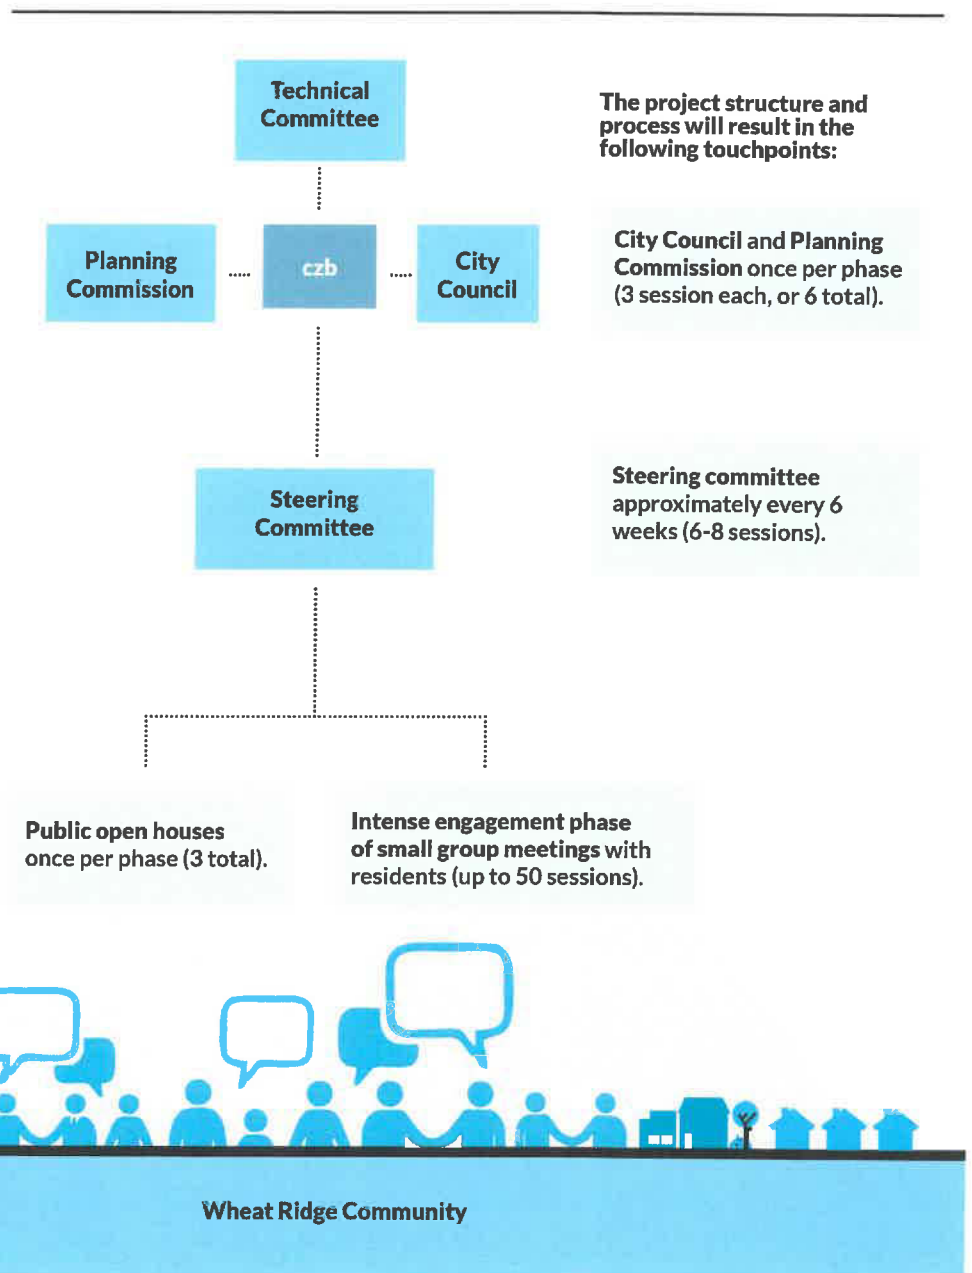 Technical
Committee
The project structure and
process will result in the
following touchpoints:
Planning
Commission
czb
City
Council
City Council and Planning
Commission once per phase
(3 session each, or 6 total).
Steering
Committee
Steering committee
approximately every 6
weeks (6-8 sessions).
Public open houses
once per phase (3 total).
Intense engagement phase
of small group meetings with
residents (up to 50 sessions).
Wheat Ridge Community